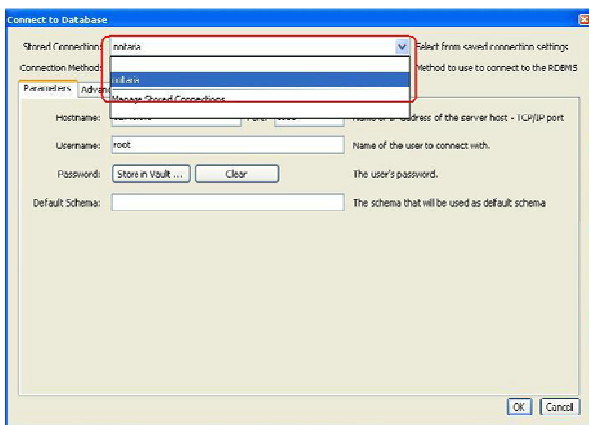 Connect to Database
Stored Connection: nnitaria
Select from saved connection settings
Connection Method:
Method to use to connect to the RDBMS
Parameters Advan
Manage Stored Connections
Hostname:
Name or address of the server host - TCP/IP port
Username: root
Name of the user to connect with.
Password: Store in Vault ... Clear
The user's password.
Default Schema:
The schema that will be used as default schema
OK Cancel